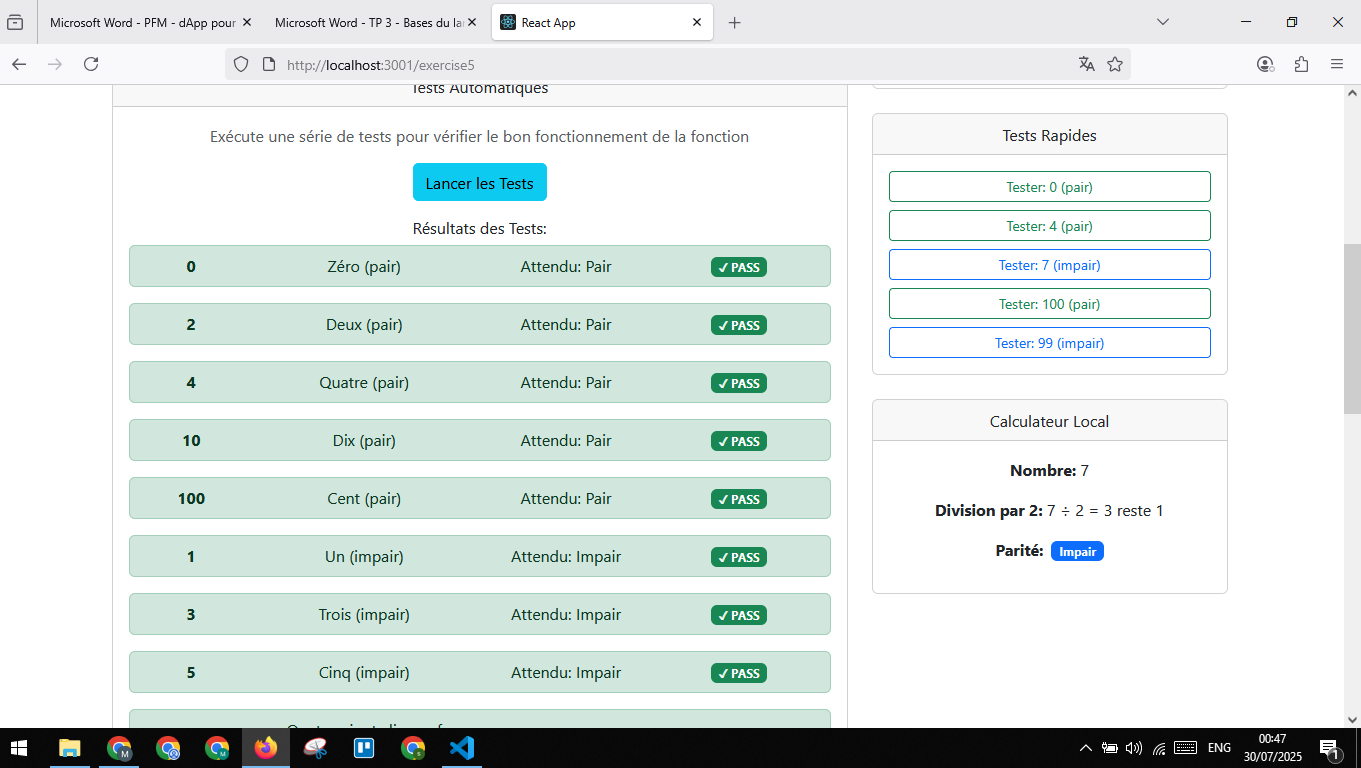 Microsoft Word - PFM - dApp pour
Microsoft Word - TP 3 - Bases du la
React App
http://localhost:3001/exercise5
Tests Automatiques
Exécute une série de tests pour vérifier le bon fonctionnement de la fonction
Lancer les Tests
Résultats des Tests:
0 Zéro (pair) Attendu: Pair ✓ PASS
2 Deux (pair) Attendu: Pair ✓ PASS
4 Quatre (pair) Attendu: Pair ✓ PASS
10 Dix (pair) Attendu: Pair ✓ PASS
100 Cent (pair) Attendu: Pair ✓ PASS
1 Un (impair) Attendu: Impair ✓ PASS
3 Trois (impair) Attendu: Impair ✓ PASS
5 Cinq (impair) Attendu: Impair ✓ PASS
Tests Rapides
Tester: 0 (pair)
Tester: 4 (pair)
Tester: 7 (impair)
Tester: 100 (pair)
Tester: 99 (impair)
Calculateur Local
Nombre: 7
Division par 2: 7 ÷ 2 = 3 reste 1
Parité: Impair
ENG
00:47
30/07/2025
1